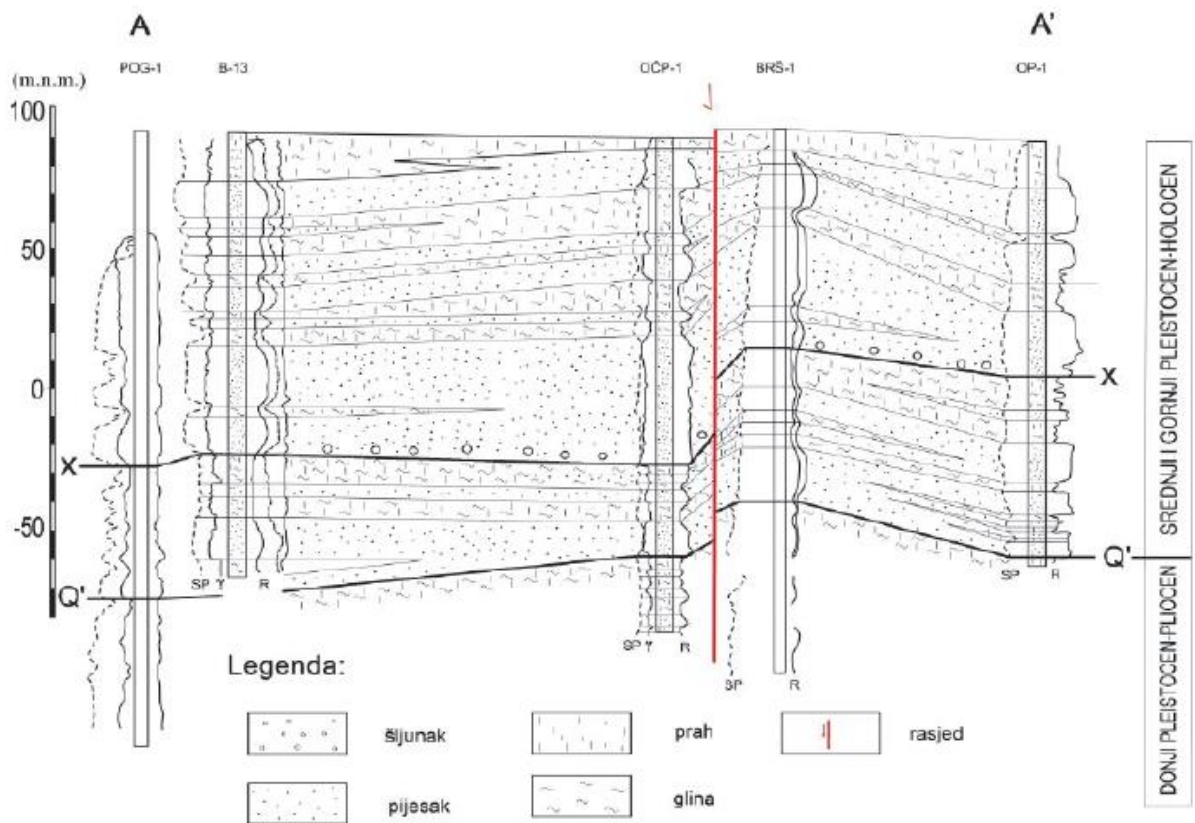 A A'
POG-1 B-13 OČP-1 BRŠ-1 OP-1
(m.n.m.)
100
50
0
-50
X
X
Q'
Q'
SP γ R
SP γ R
SP R
SP R
SREDNJI I GORNJI PLEISTOCEN-HOLOCEN
DONJI PLEISTOCEN-PLIOCEN
Legenda:
šljunak
prah
rasjed
pijesak
glina